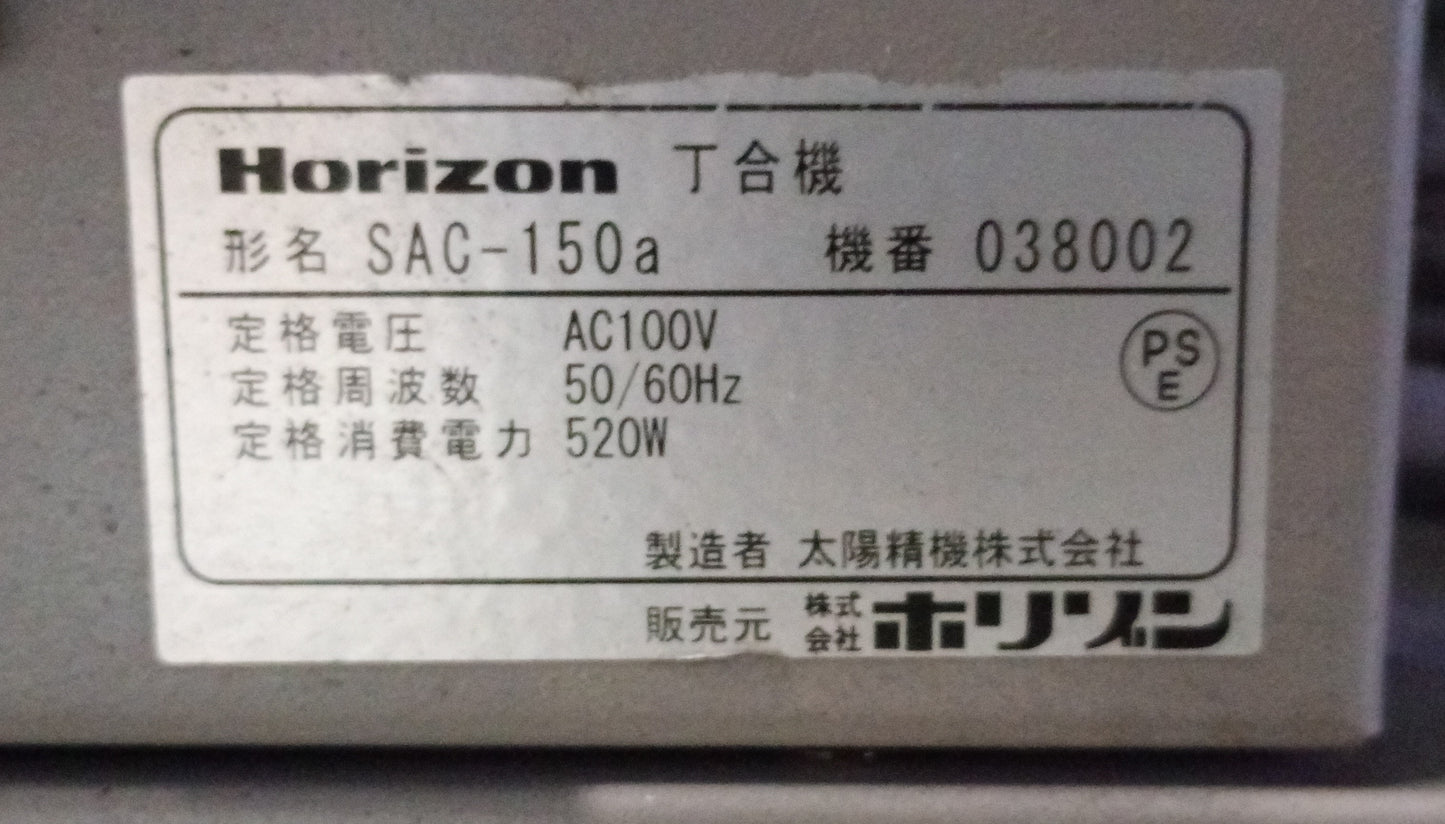 Horizon 丁合機
形名 SAC-150a 機番 038002
定格電圧 AC100V
定格周波数 50/60Hz
定格消費電力 520W
PS
E
製造者 太陽精機株式会社
販売元 株式会社 ホリゾン